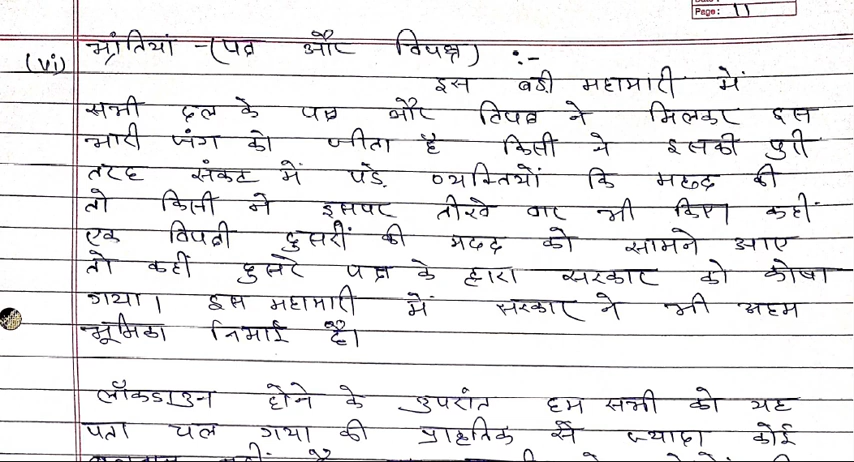 Page: 11
(vi) भ्रांतियां -(पक्ष और विपक्ष) :-
इस बडी महामारी में
सभी दल के पक्ष और विपक्ष ने मिलकर इस
भारी जंग को जीता है किसी ने इसकी पुरी
तरह संकट में पडे व्यक्तियों कि मद्दद की
तो किसी ने इसपर तीखे वार भी किए कहीं
एक विपक्षी दुसरों की मदद को सामने आए
तो कहीं दुसरे पक्ष के द्वारा सरकार को कोषा
गया। इस महामारी में सरकार ने भी अहम
भूमिका निभाई है।
लॉकडाउन होने के उपरांत हम सभी को यह
पता चल गया की प्राकृतिक से ज्यादा कोई